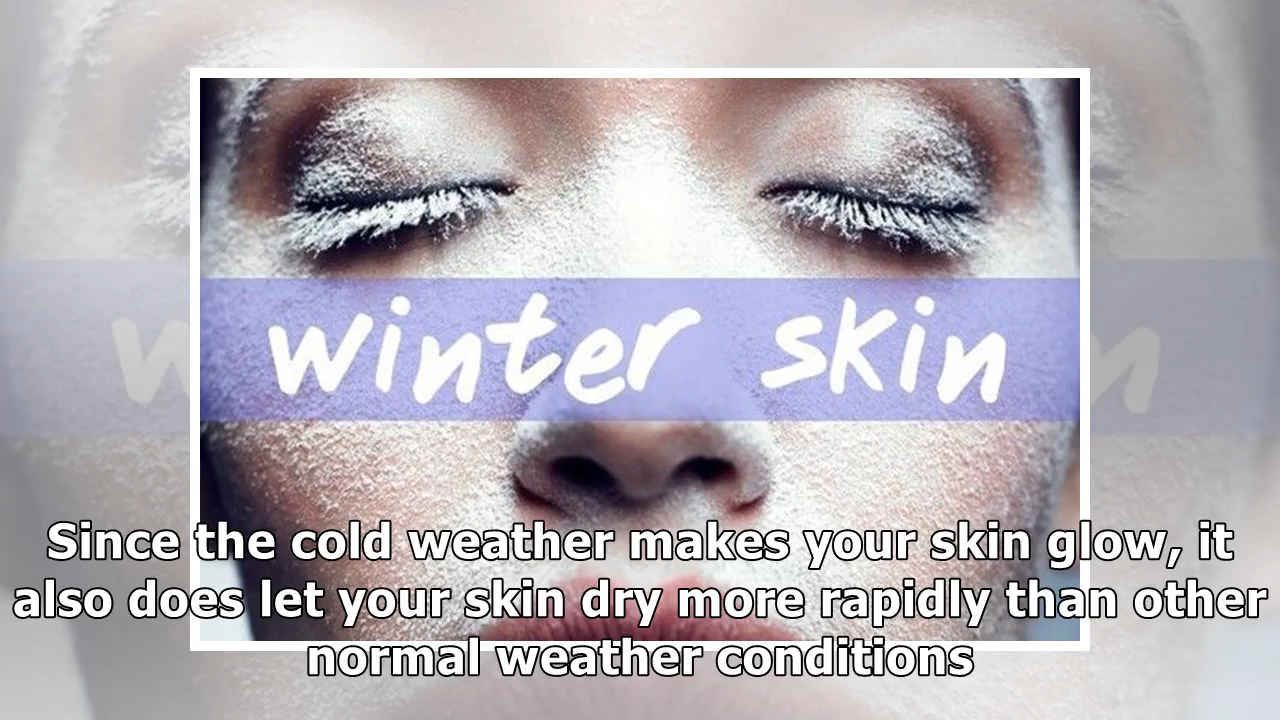 winter skin
Since the cold weather makes your skin glow, it
also does let your skin dry more rapidly than other
normal weather conditions